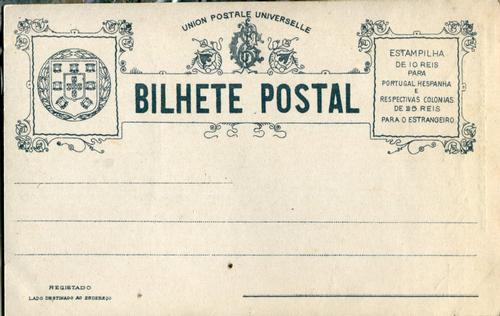 UNION POSTALE UNIVERSELLE
BILHETE POSTAL
ESTAMPILHA
DE 10 REIS
PARA
PORTUGAL, HESPANHA
E
RESPECTIVAS COLONIAS
DE 25 REIS
PARA O ESTRANGEIRO
REGISTADO
LADO DESTINADO AO ENDEREÇO